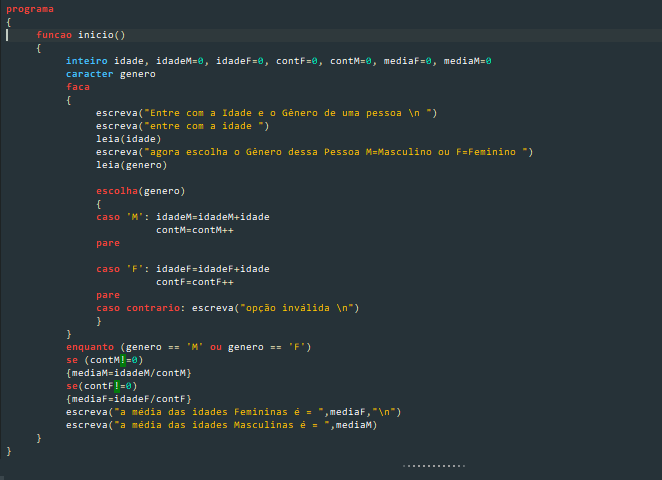 programa
{
funcao inicio()
{
inteiro idade, idadeM=0, idadeF=0, contF=0, contM=0, mediaF=0, mediaM=0
caracter genero
faca
{
escreva("Entre com a Idade e o Gênero de uma pessoa \n ")
escreva("entre com a idade ")
leia(idade)
escreva("agora escolha o Gênero dessa Pessoa M=Masculino ou F=Feminino ")
leia(genero)
escolha(genero)
{
caso 'M': idadeM=idadeM+idade
contM=contM++
pare
caso 'F': idadeF=idadeF+idade
contF=contF++
pare
caso contrario: escreva("opção inválida \n")
}
}
enquanto (genero == 'M' ou genero == 'F')
se (contM!=0)
{mediaM=idadeM/contM}
se(contF!=0)
{mediaF=idadeF/contF}
escreva("a média das idades Femininas é = ",mediaF,"\n")
escreva("a média das idades Masculinas é = ",mediaM)
}
}